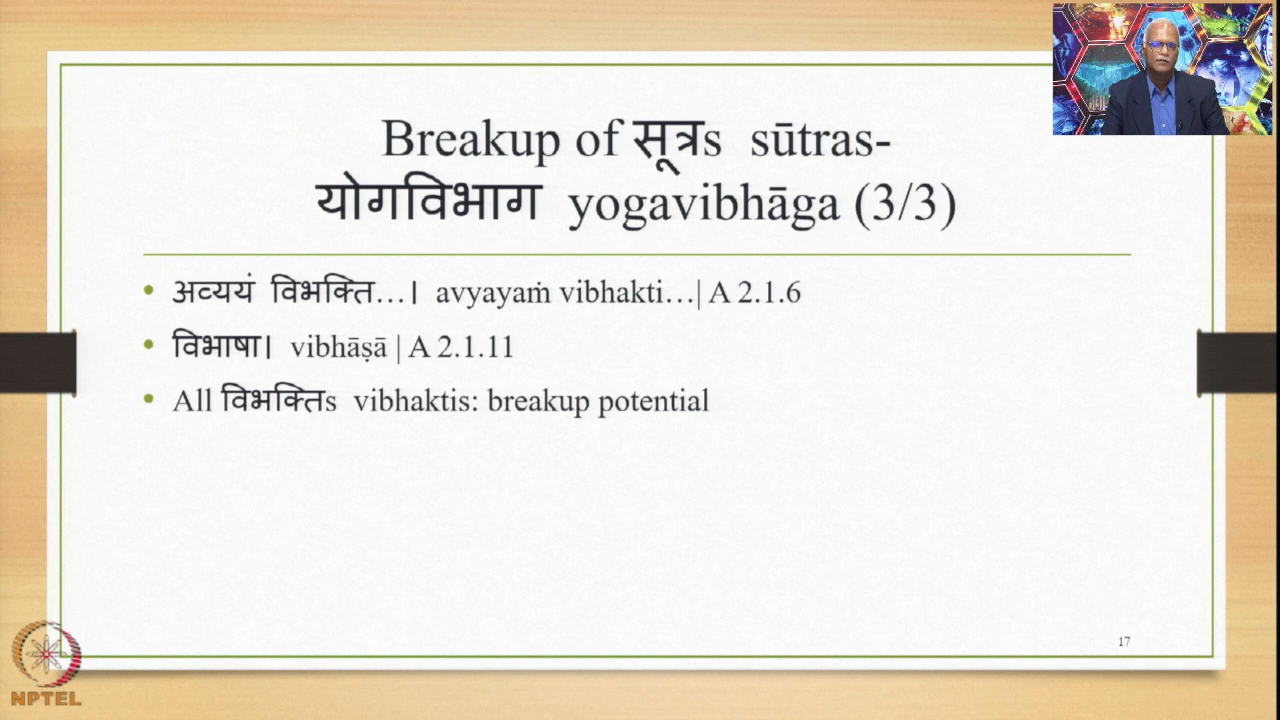 Breakup of सूत्रs sūtras-
योगविभाग yogavibhāga (3/3)
• अव्ययं विभक्ति…। avyayaṁ vibhakti…| A 2.1.6
• विभाषा। vibhāṣā | A 2.1.11
• All विभक्तिs vibhaktis: breakup potential
17
NPTEL